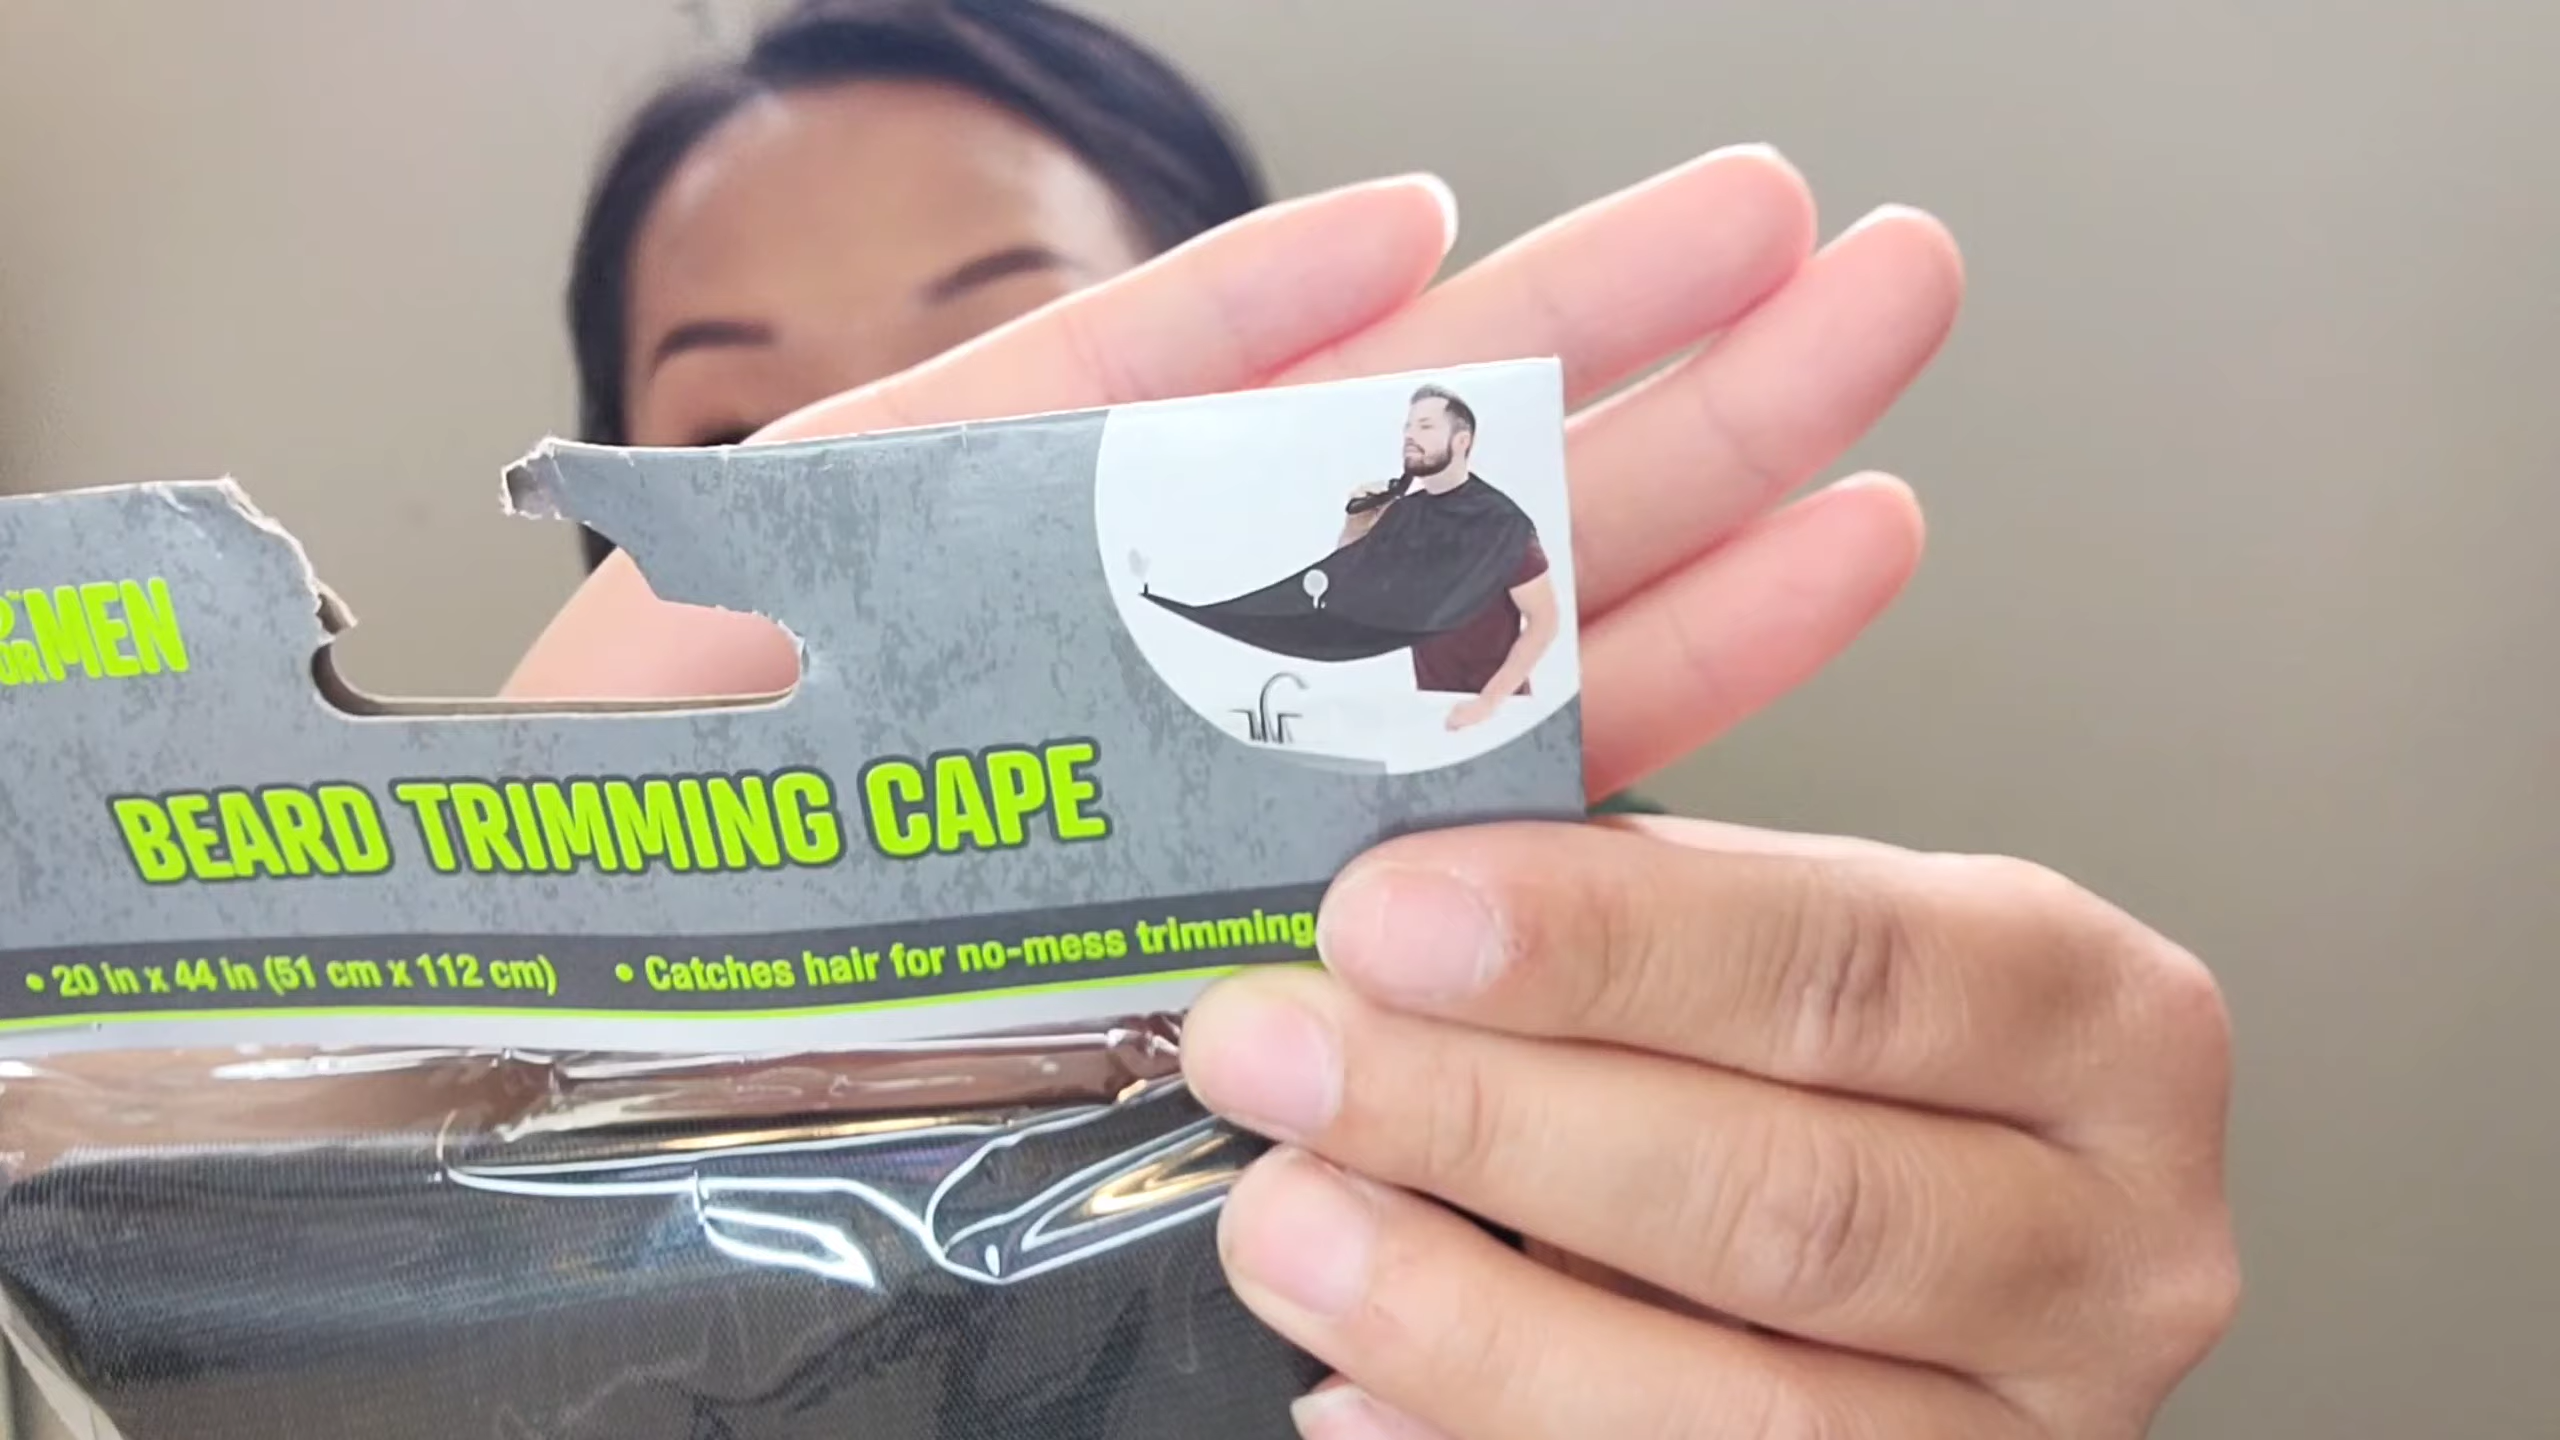 MEN
BEARD TRIMMING CAPE
• 20 in x 44 in (51 cm x 112 cm) • Catches hair for no-mess trimming